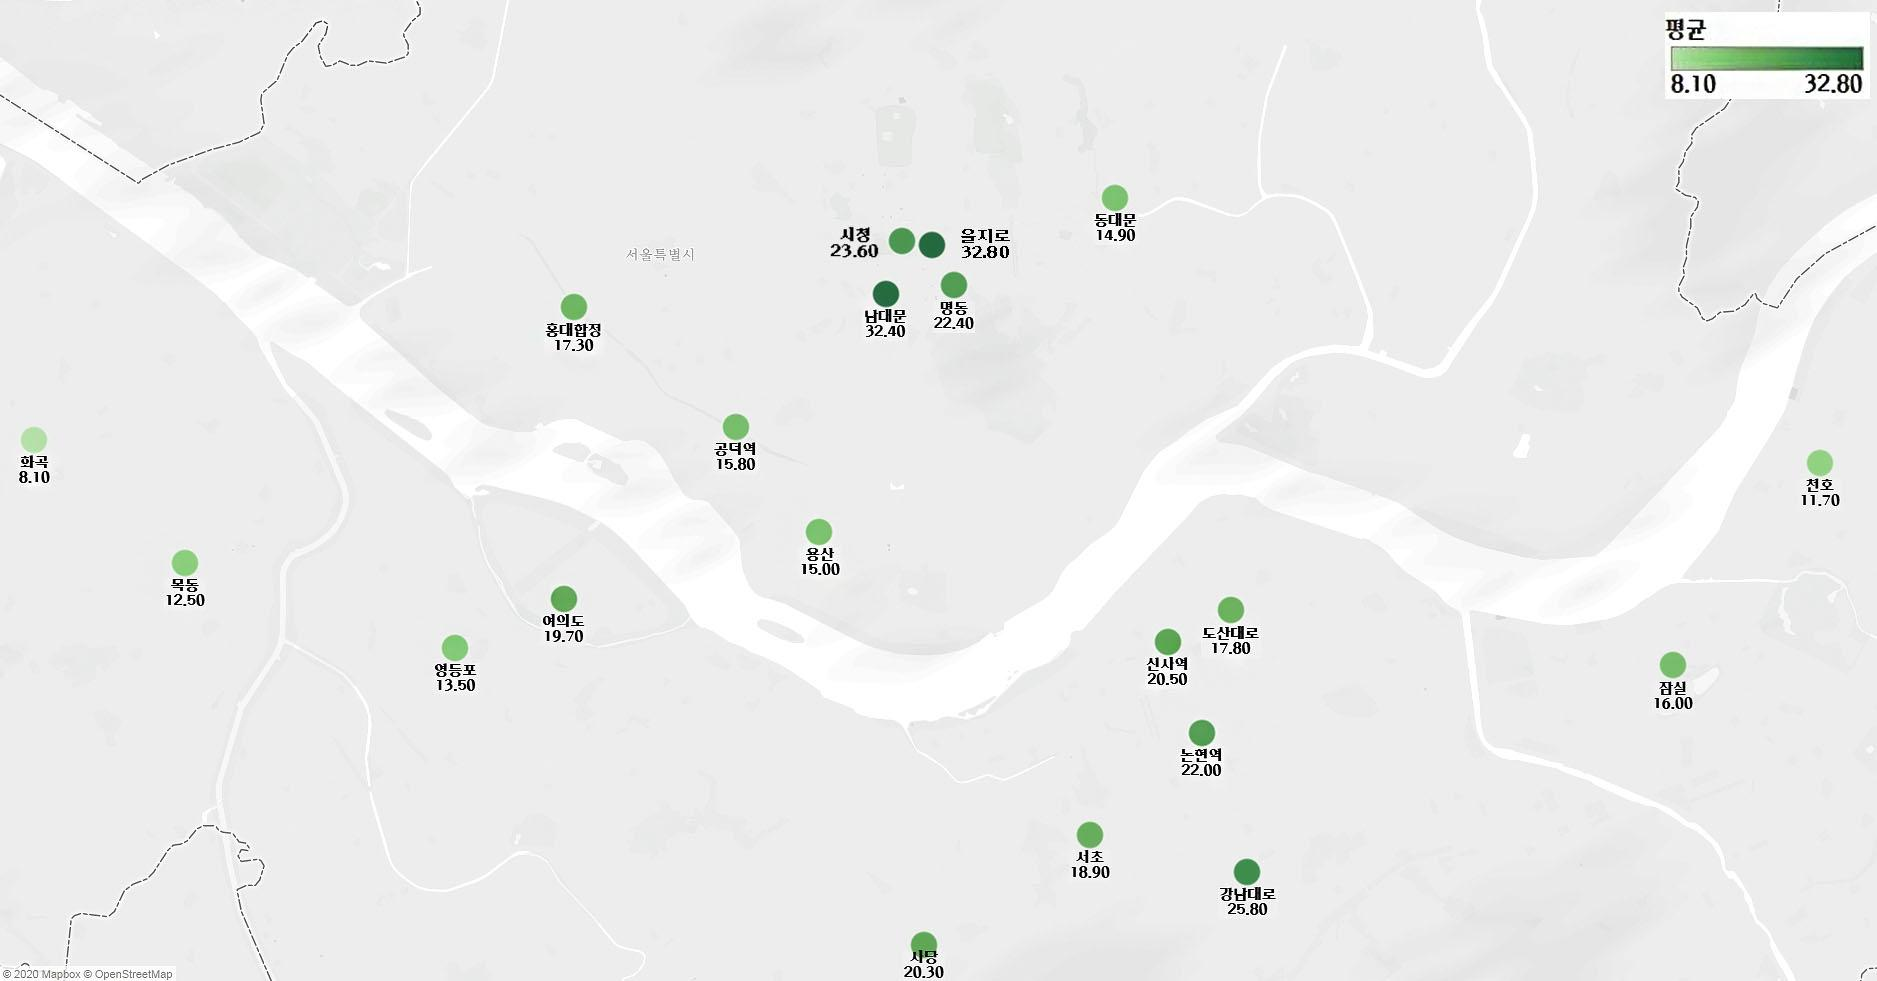 평균
8.10 32.80
동대문
14.90
시청
23.60
을지로
32.80
서울특별시
남대문
32.40
명동
22.40
홍대합정
17.30
공덕역
15.80
화곡
8.10
천호
11.70
용산
15.00
목동
12.50
여의도
19.70
영등포
13.50
도산대로
17.80
신사역
20.50
잠실
16.00
논현역
22.00
서초
18.90
강남대로
25.80
사당
20.30
© 2020 Mapbox © OpenStreetMap